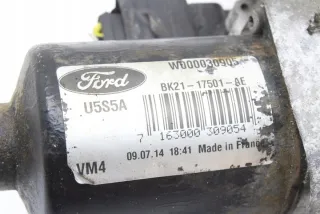 W000030905
Ford
BK21-17501-AE
U5S5A
7 163000 309054
VM4
09.07.14 18:41 Made in France